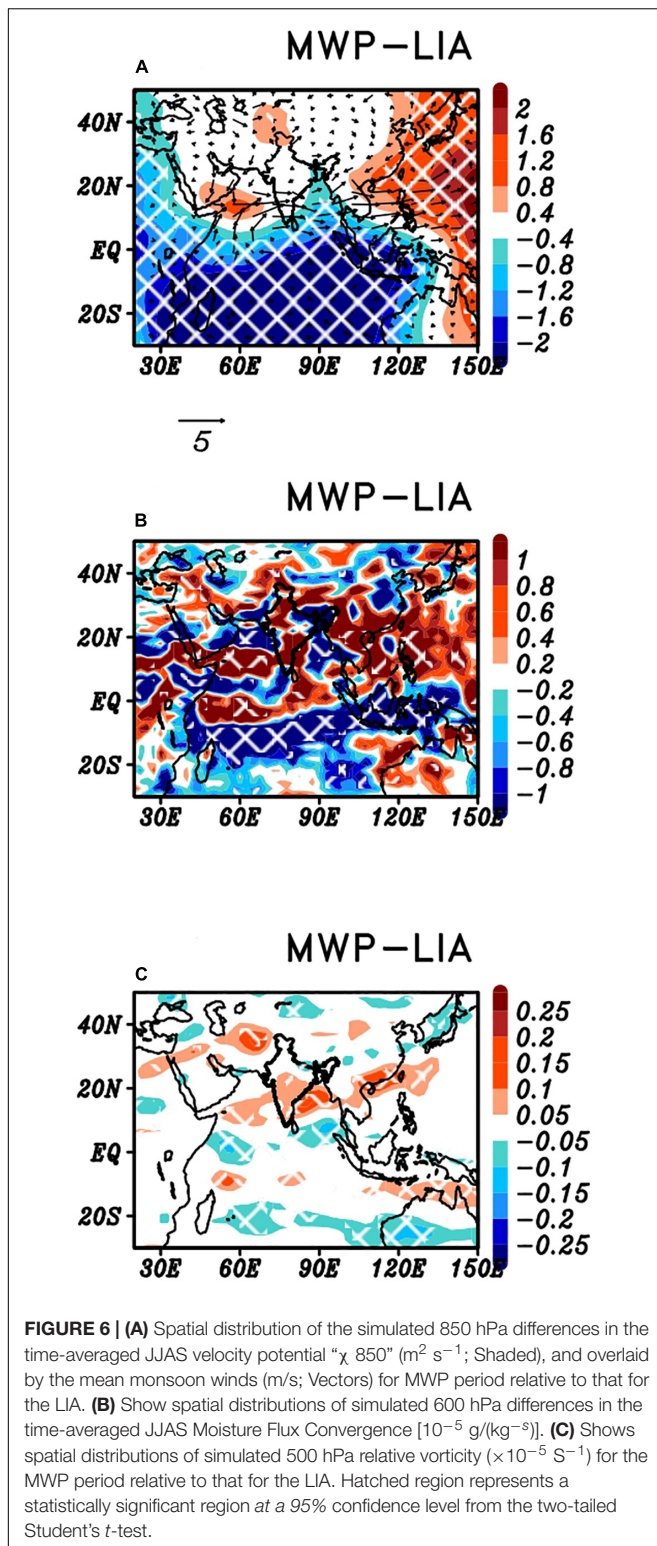 MWP–LIA
A
40N
20N
EQ
20S
30E 60E 90E 120E 150E
2
1.6
1.2
0.8
0.4
−0.4
−0.8
−1.2
−1.6
−2
5
MWP–LIA
B
40N
20N
EQ
20S
30E 60E 90E 120E 150E
1
0.8
0.6
0.4
0.2
−0.2
−0.4
−0.6
−0.8
−1
MWP–LIA
C
40N
20N
EQ
20S
30E 60E 90E 120E 150E
0.25
0.2
0.15
0.1
0.05
−0.05
−0.1
−0.15
−0.2
−0.25
FIGURE 6 | (A) Spatial distribution of the simulated 850 hPa differences in the
time-averaged JJAS velocity potential “χ 850” (m² s⁻¹; Shaded), and overlaid
by the mean monsoon winds (m/s; Vectors) for MWP period relative to that for
the LIA. (B) Show spatial distributions of simulated 600 hPa differences in the
time-averaged JJAS Moisture Flux Convergence [10⁻⁵ g/(kg⁻ˢ)]. (C) Shows
spatial distributions of simulated 500 hPa relative vorticity (×10⁻⁵ S⁻¹) for the
MWP period relative to that for the LIA. Hatched region represents a
statistically significant region at a 95% confidence level from the two-tailed
Student’s t-test.